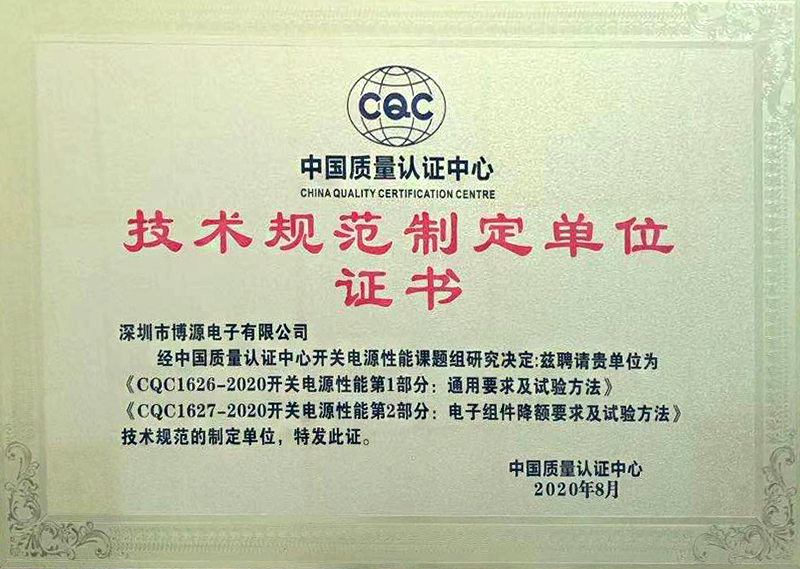 CQC
中国质量认证中心
CHINA QUALITY CERTIFICATION CENTRE
技术规范制定单位
证书
深圳市博源电子有限公司
经中国质量认证中心开关电源性能课题组研究决定:兹聘请贵单位为
《CQC1626-2020开关电源性能第1部分：通用要求及试验方法》
《CQC1627-2020开关电源性能第2部分：电子组件降额要求及试验方法》
技术规范的制定单位，特发此证。
中国质量认证中心
2020年8月